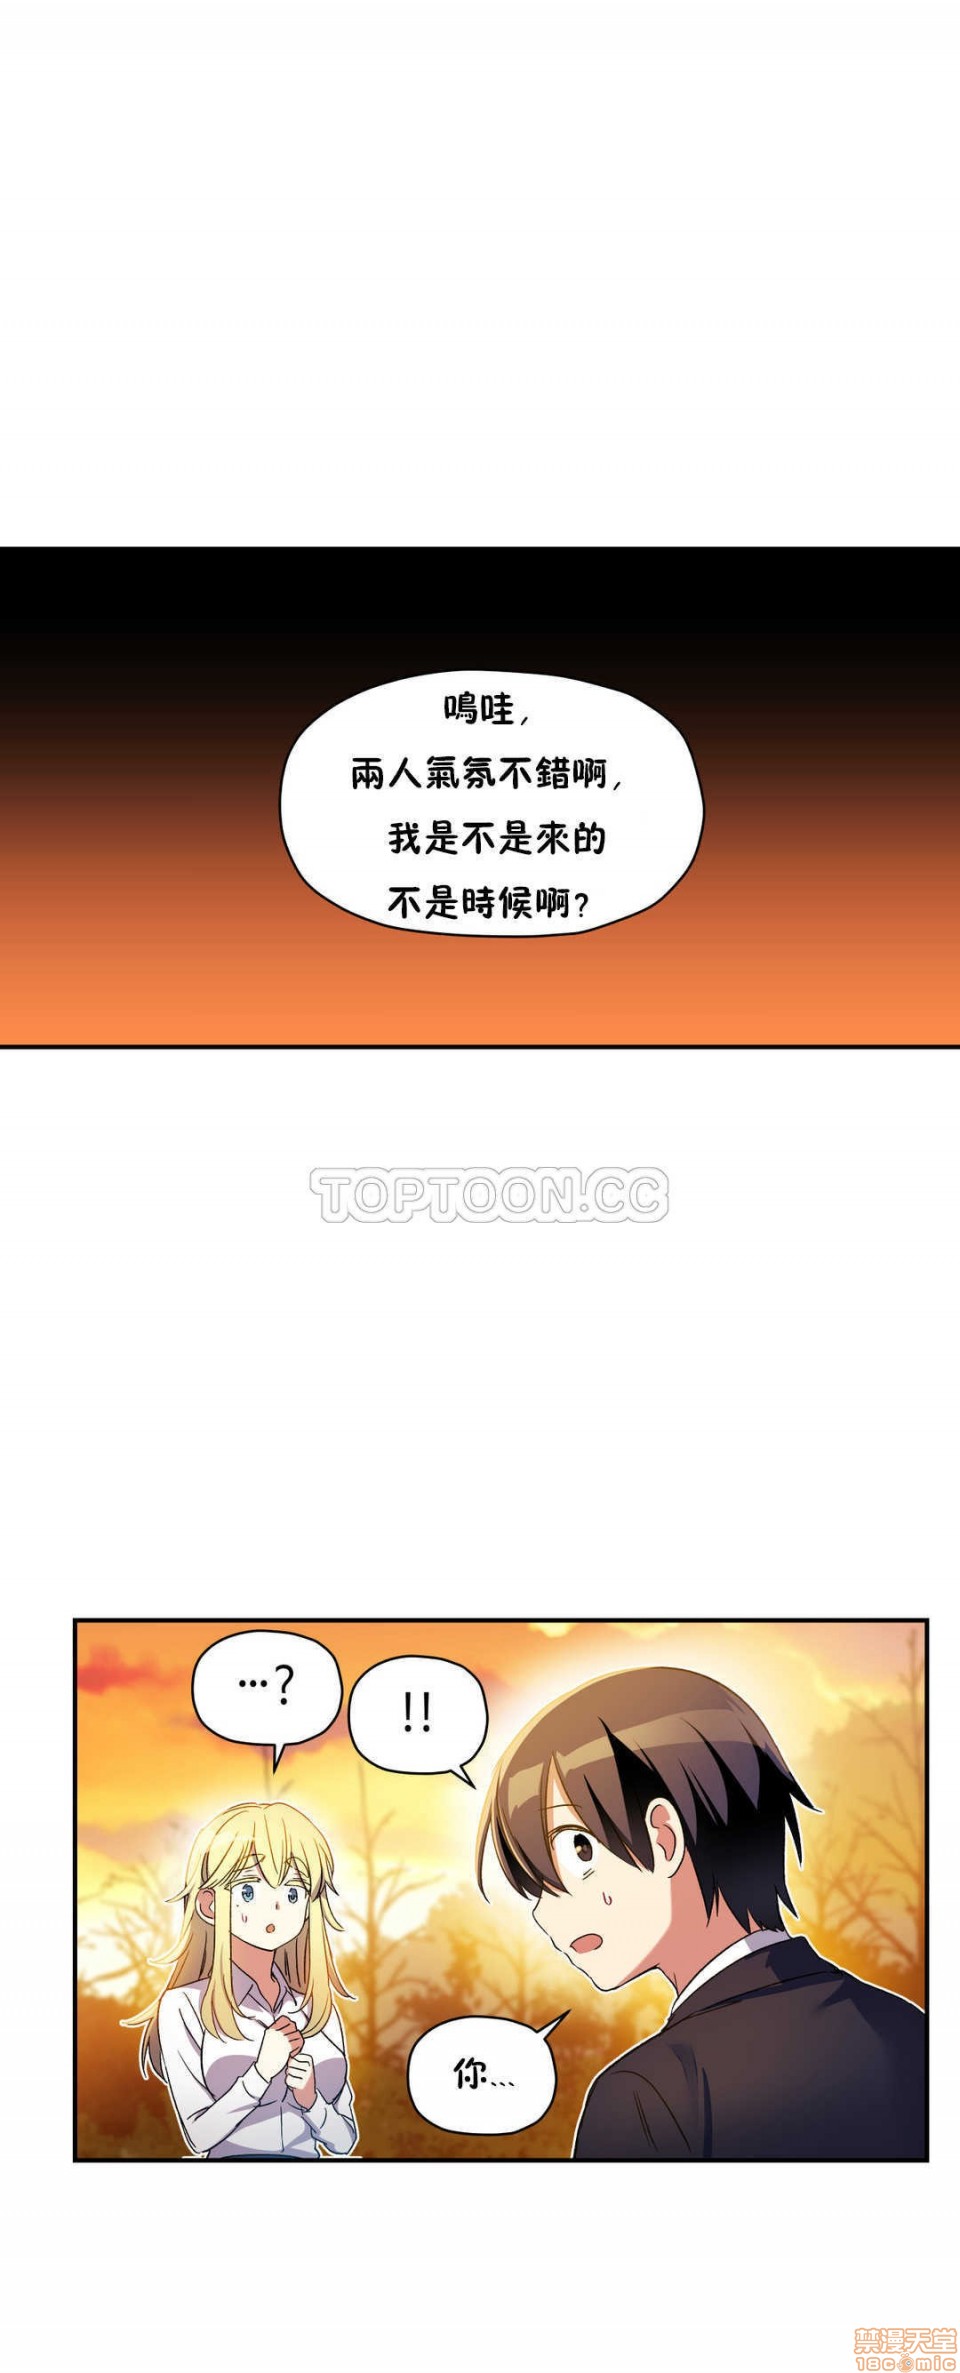 嗚哇,
兩人氣氛不錯啊,
我是不是來的
不是時候啊?
TOPTOON.CC
…?
!!
你...
禁漫天堂
18comic